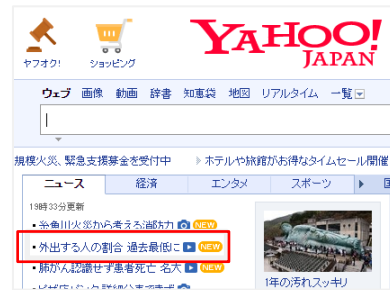 YAHOO!
JAPAN
ヤフオク!
ショッピング
ウェブ 画像 動画 辞書 知恵袋 地図 リアルタイム 一覧
規模火災、緊急支援募金を受付中 ホテルや旅館がお得なタイムセール開催
ニュース 経済 エンタメ スポーツ
19時33分更新
糸魚川火災から考える消防力 NEW
外出する人の割合 過去最低に NEW
肺がん認識せず患者死亡 名大 NEW
1年の汚れスッキリ